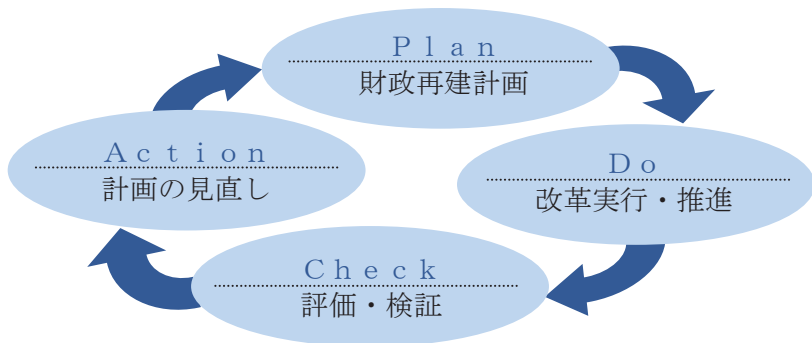 Ｐｌａｎ
財政再建計画
Ｄｏ
改革実行・推進
Ｃｈｅｃｋ
評価・検証
Ａｃｔｉｏｎ
計画の見直し